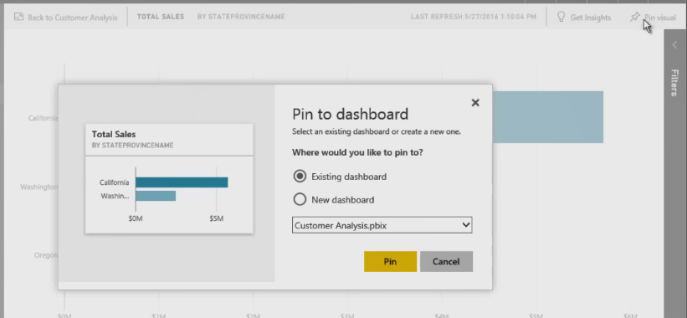 Back to Customer Analysis TOTAL SALES BY STATEPROVINCENAME LAST REFRESH 5/27/2016 1:10:06 PM Get Insights Pin visual
Filters
California
Washington
Oregon
Pin to dashboard
Select an existing dashboard or create a new one.
Where would you like to pin to?
Existing dashboard
New dashboard
Customer Analysis.pbix
Pin Cancel
Total Sales
BY STATEPROVINCENAME
California
Washin...
$0M $5M
$0M $1M $2M $3M $4M $5M $6M